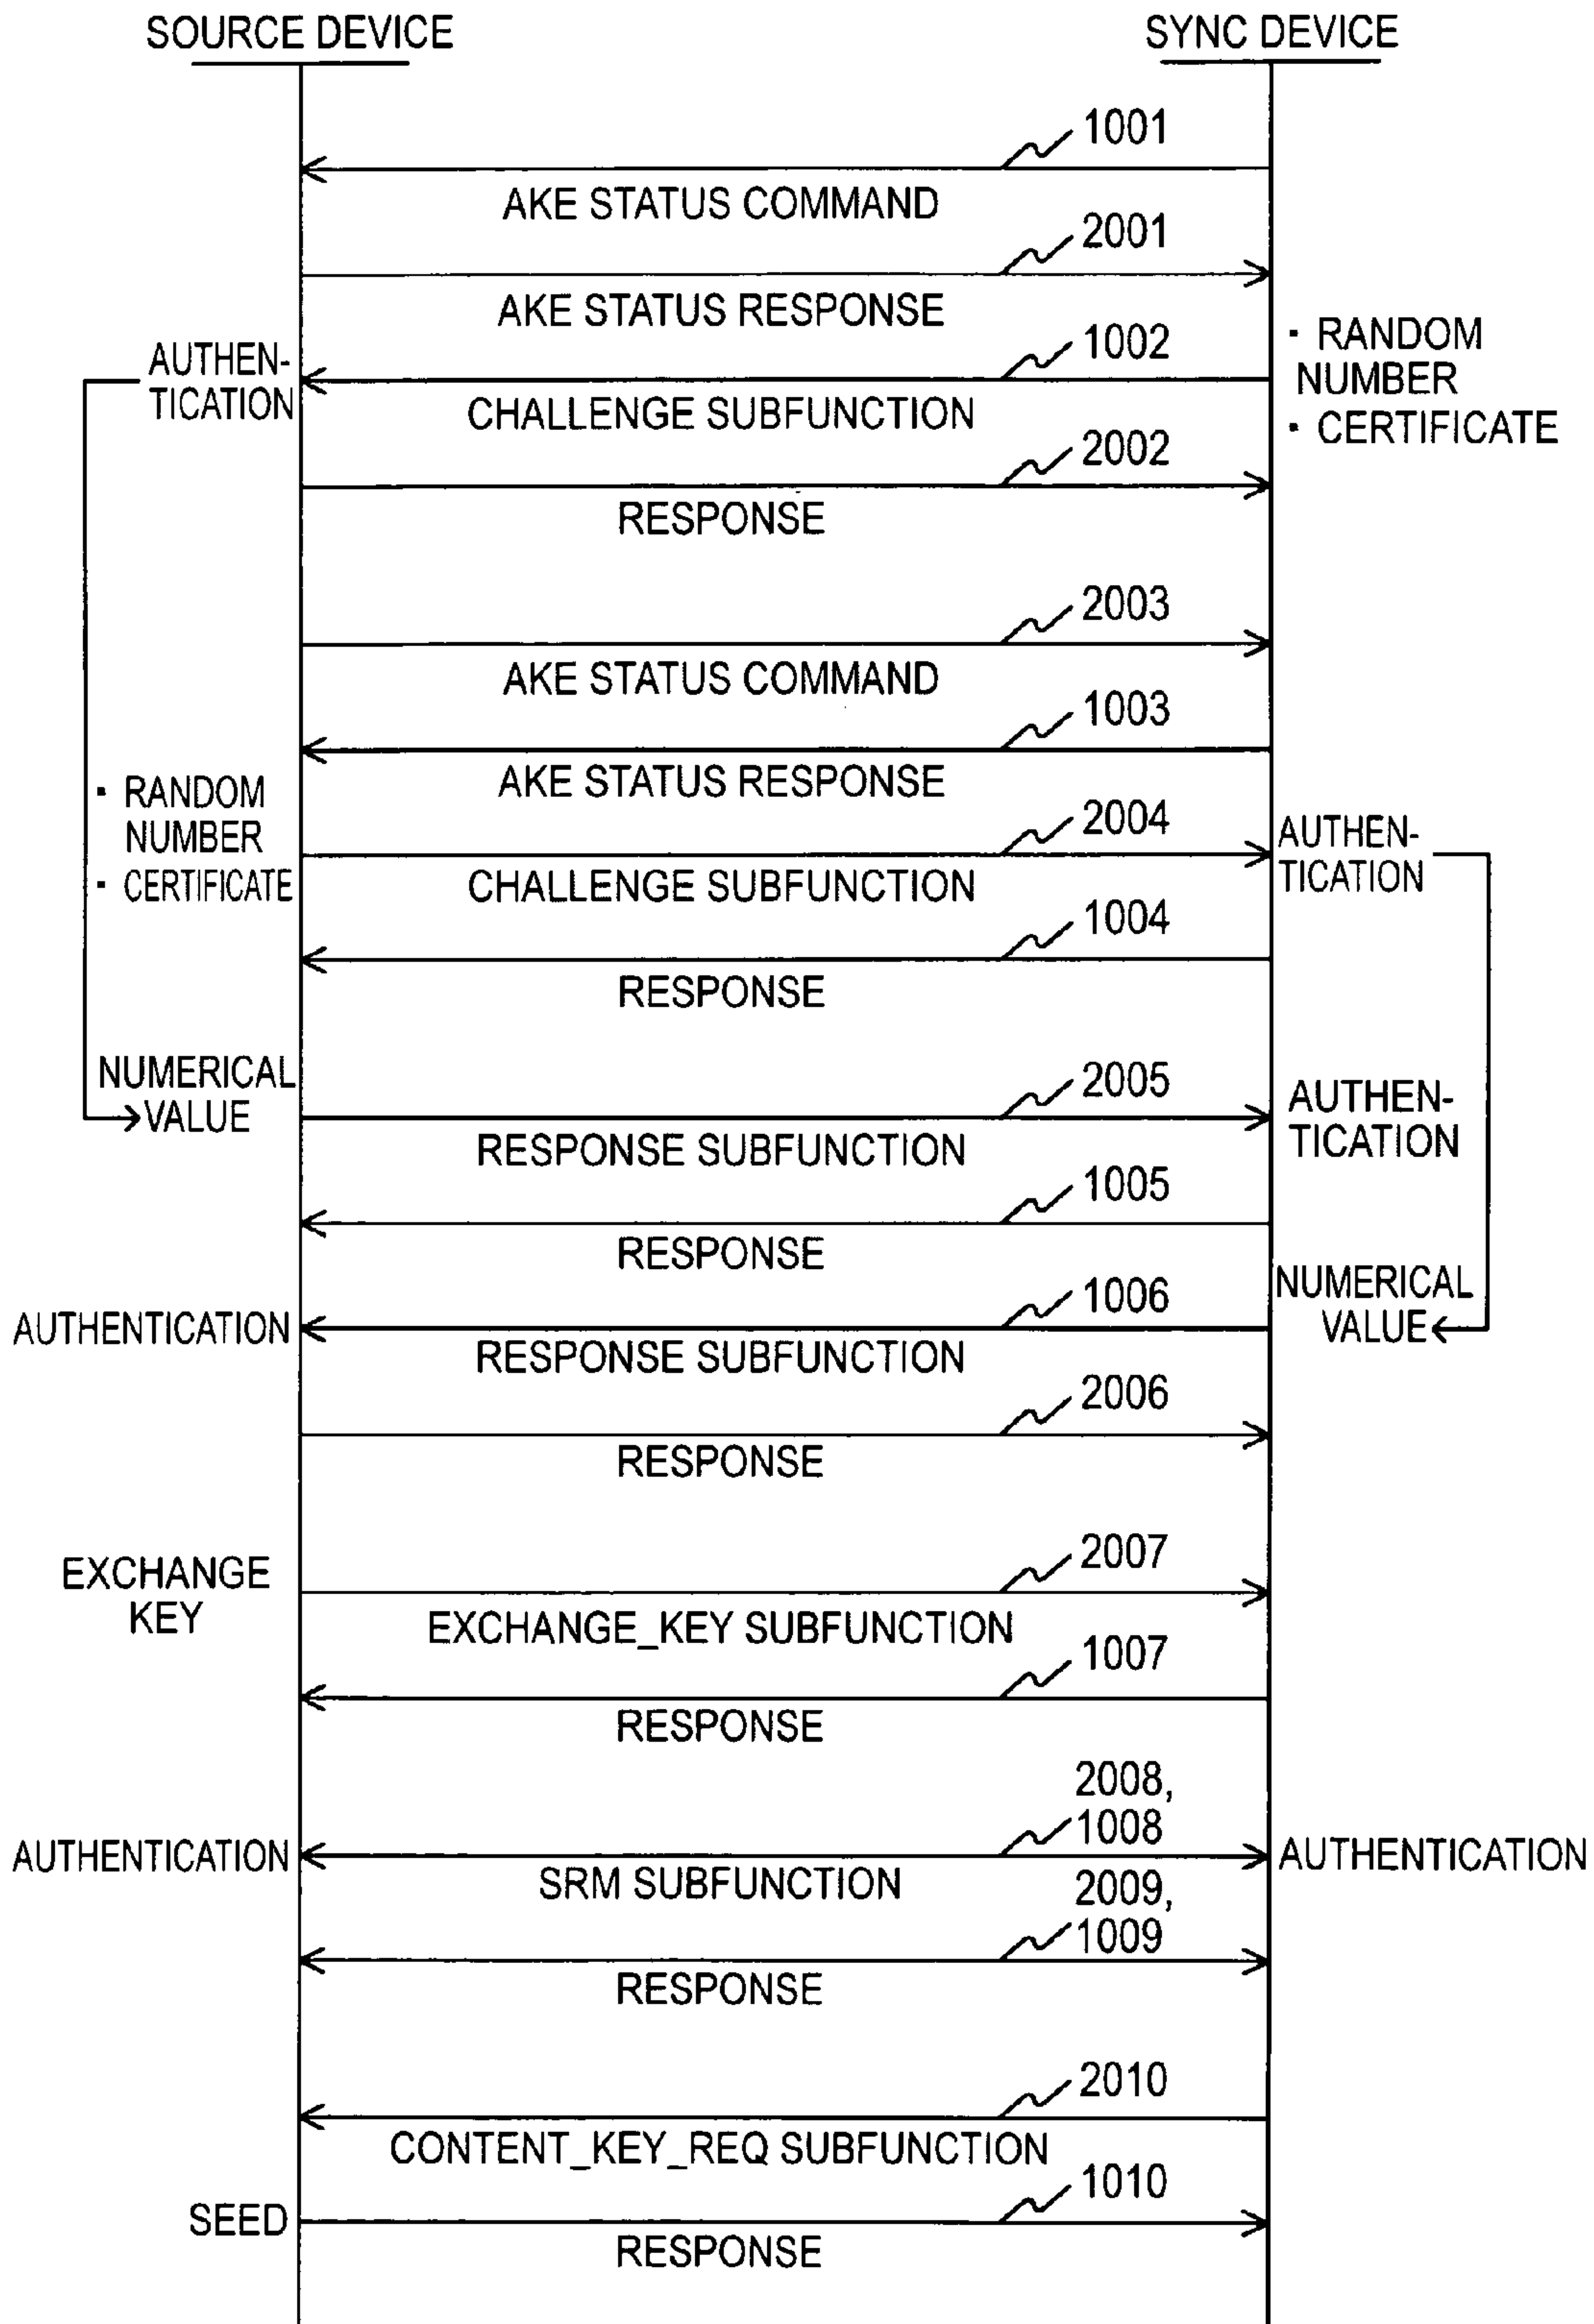 SOURCE DEVICE
SYNC DEVICE
1001
AKE STATUS COMMAND
2001
AKE STATUS RESPONSE
· RANDOM
NUMBER
· CERTIFICATE
AUTHEN-
TICATION
1002
CHALLENGE SUBFUNCTION
2002
RESPONSE
2003
AKE STATUS COMMAND
1003
AKE STATUS RESPONSE
· RANDOM
NUMBER
· CERTIFICATE
2004
AUTHEN-
TICATION
CHALLENGE SUBFUNCTION
1004
RESPONSE
NUMERICAL
VALUE
2005
AUTHEN-
TICATION
RESPONSE SUBFUNCTION
1005
RESPONSE
NUMERICAL
VALUE
1006
AUTHENTICATION
RESPONSE SUBFUNCTION
2006
RESPONSE
EXCHANGE
KEY
2007
EXCHANGE_KEY SUBFUNCTION
1007
RESPONSE
2008,
1008
AUTHENTICATION
AUTHENTICATION
SRM SUBFUNCTION
2009,
1009
RESPONSE
2010
CONTENT_KEY_REQ SUBFUNCTION
1010
SEED
RESPONSE